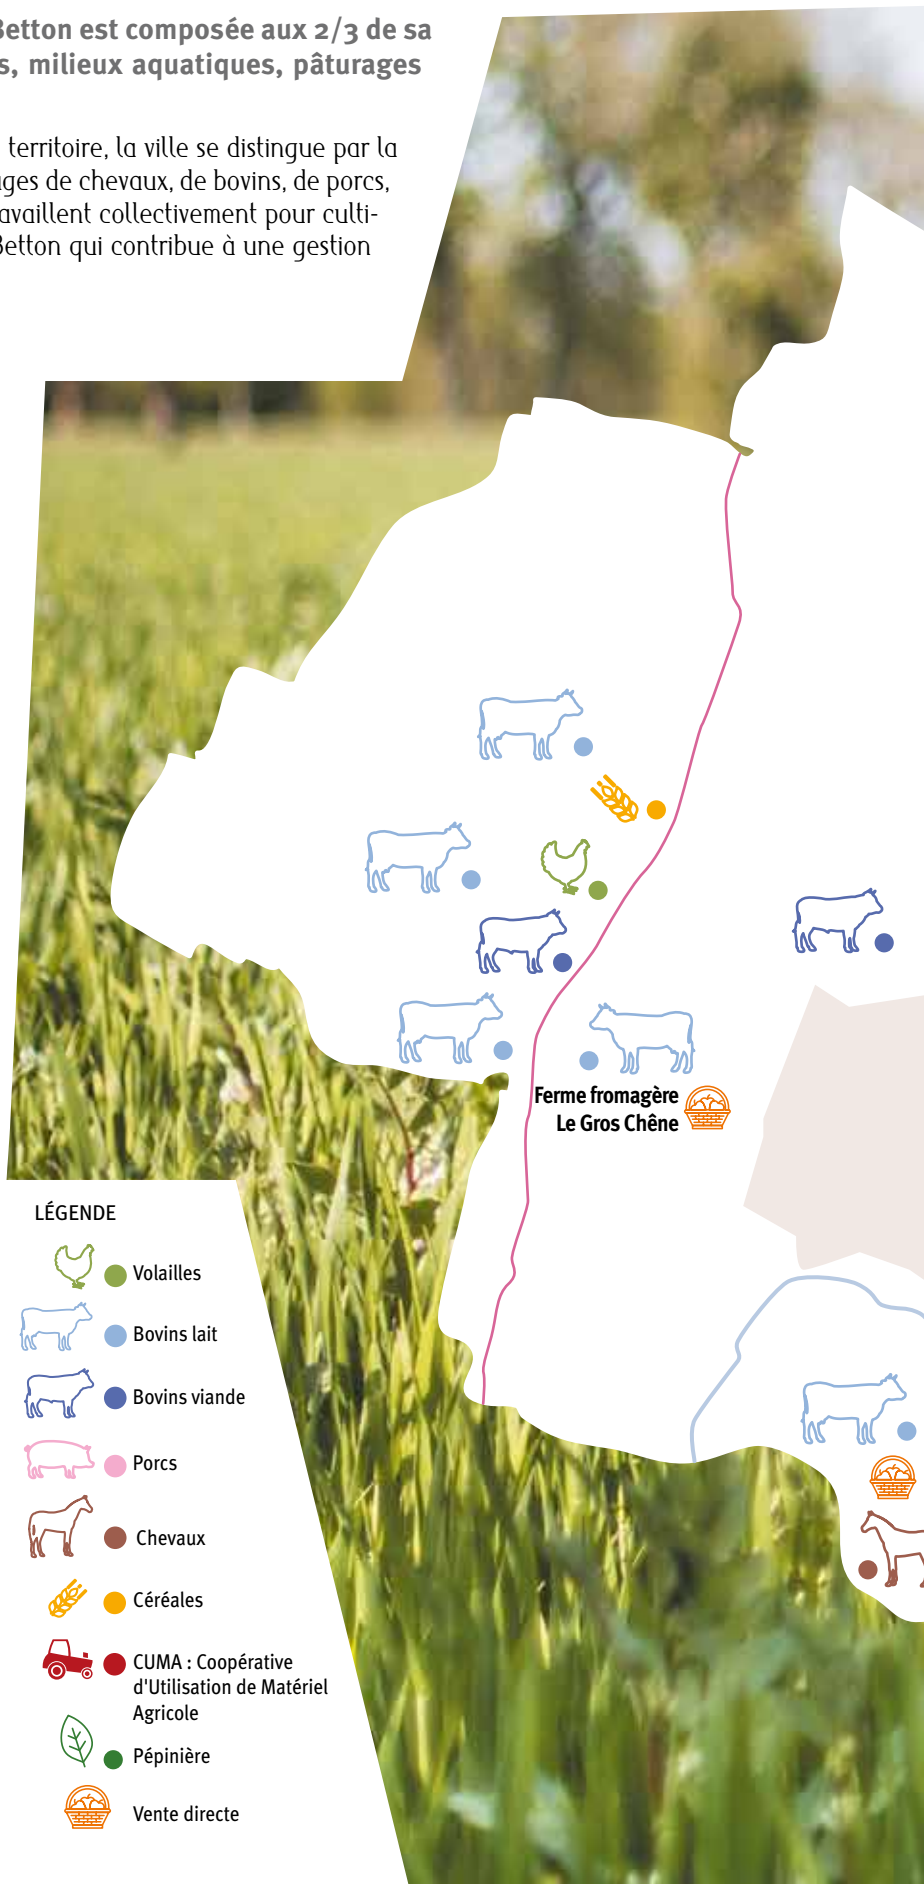 Betton est composée aux 2/3 de sa
s, milieux aquatiques, pâturages
territoire, la ville se distingue par la
ages de chevaux, de bovins, de porcs,
availlent collectivement pour culti-
Betton qui contribue à une gestion
Ferme fromagère
Le Gros Chêne
LÉGENDE
Volailles
Bovins lait
Bovins viande
Porcs
Chevaux
Céréales
CUMA : Coopérative
d'Utilisation de Matériel
Agricole
Pépinière
Vente directe